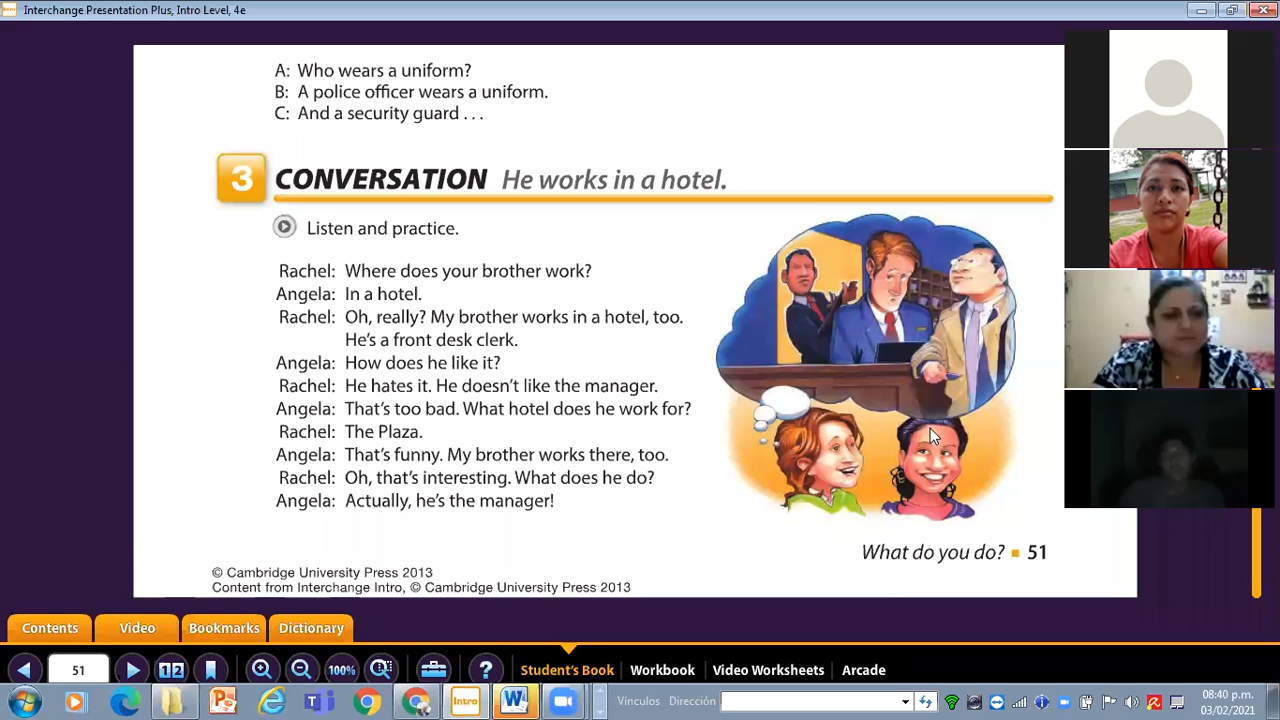 Interchange Presentation Plus, Intro Level, 4e
A: Who wears a uniform?
B: A police officer wears a uniform.
C: And a security guard . . .
3 CONVERSATION He works in a hotel.
Listen and practice.
Rachel: Where does your brother work?
Angela: In a hotel.
Rachel: Oh, really? My brother works in a hotel, too.
He's a front desk clerk.
Angela: How does he like it?
Rachel: He hates it. He doesn't like the manager.
Angela: That's too bad. What hotel does he work for?
Rachel: The Plaza.
Angela: That's funny. My brother works there, too.
Rachel: Oh, that's interesting. What does he do?
Angela: Actually, he's the manager!
What do you do? ■ 51
© Cambridge University Press 2013
Content from Interchange Intro, © Cambridge University Press 2013
Contents Video Bookmarks Dictionary
51 12 100% ? Student's Book Workbook Video Worksheets Arcade
Intro Vínculos Dirección 08:40 p.m.
03/02/2021